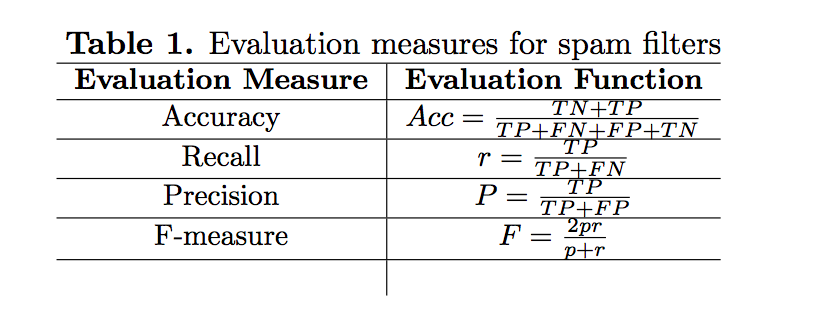 Table 1. Evaluation measures for spam filters
Evaluation Measure Evaluation Function
Accuracy Acc = \frac{TN+TP}{TP+FN+FP+TN}
Recall r = \frac{TP}{TP+FN}
Precision P = \frac{TP}{TP+FP}
F-measure F = \frac{2pr}{p+r}